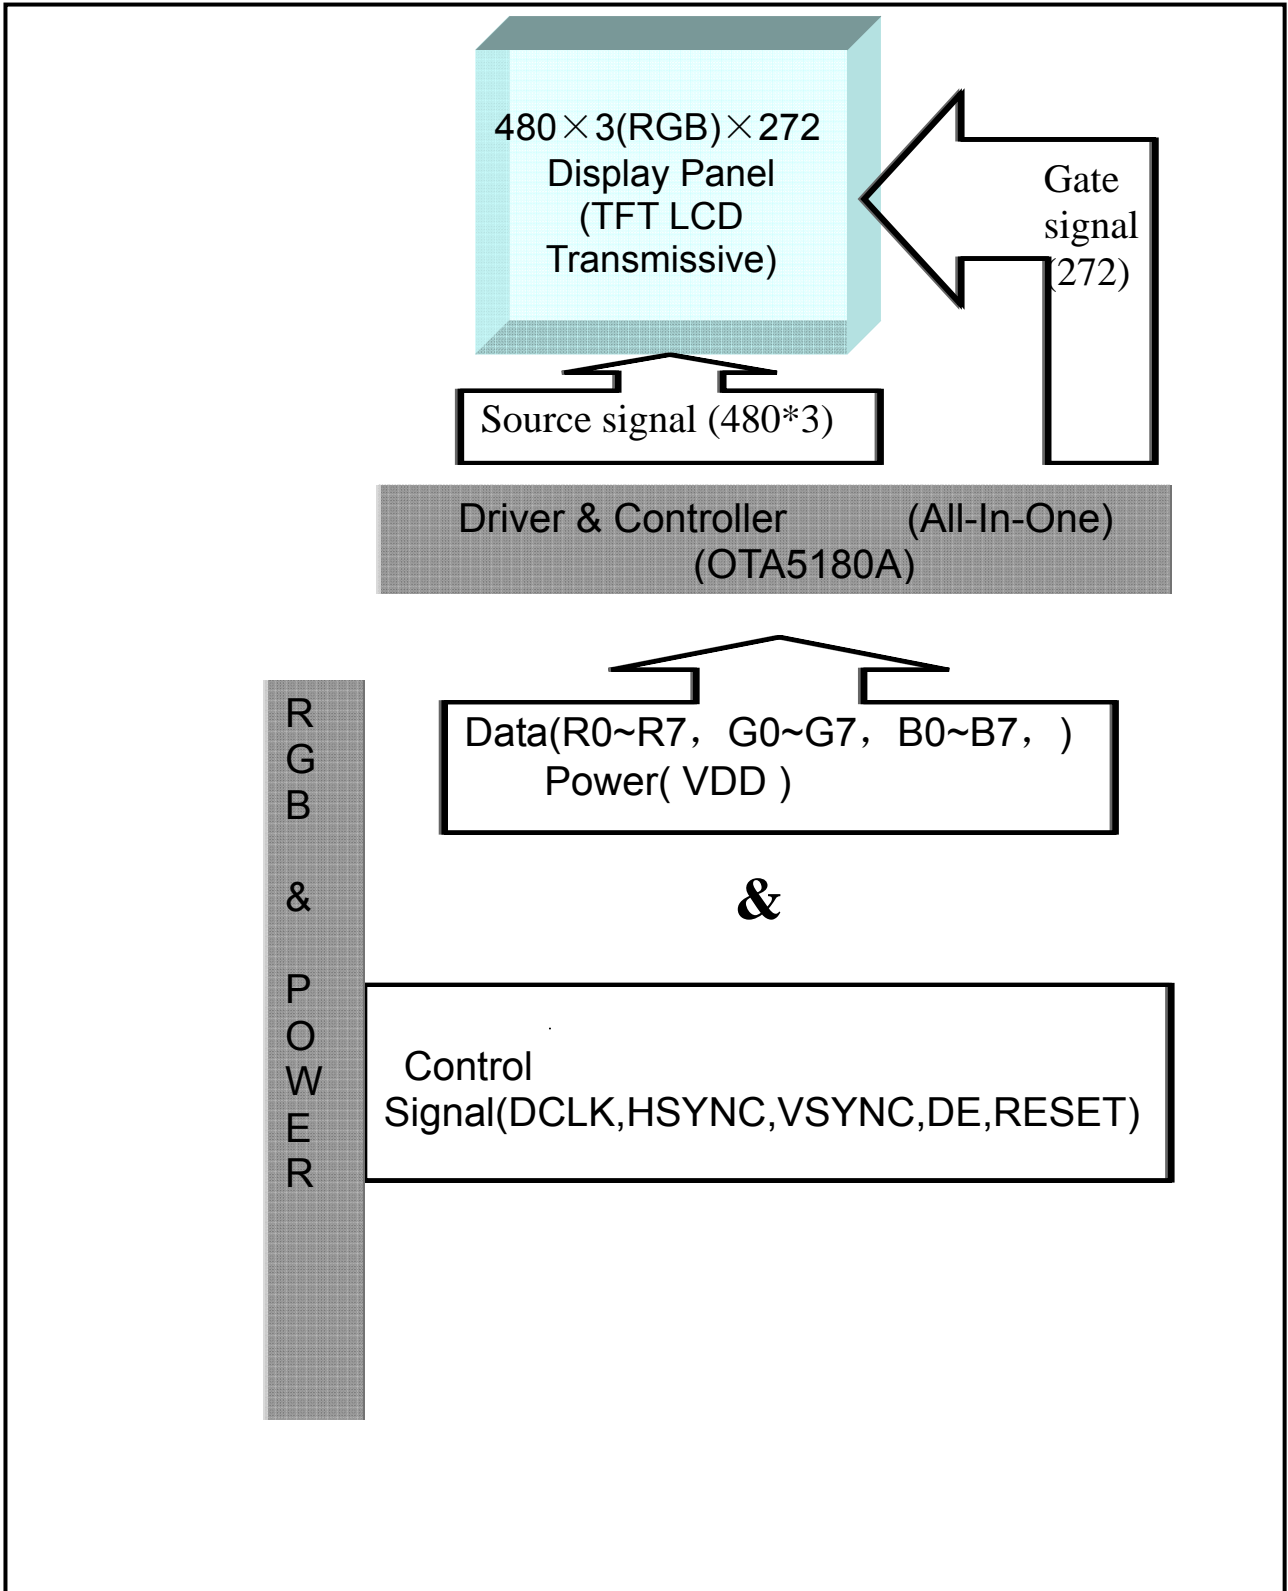 480×3(RGB)×272
Display Panel
(TFT LCD
Transmissive)
Gate
signal
(272)
Source signal (480*3)
Driver & Controller (All-In-One)
(OTA5180A)
R
G
B
&
P
O
W
E
R
Data(R0~R7，G0~G7，B0~B7，)
Power( VDD )
&
Control
Signal(DCLK,HSYNC,VSYNC,DE,RESET)